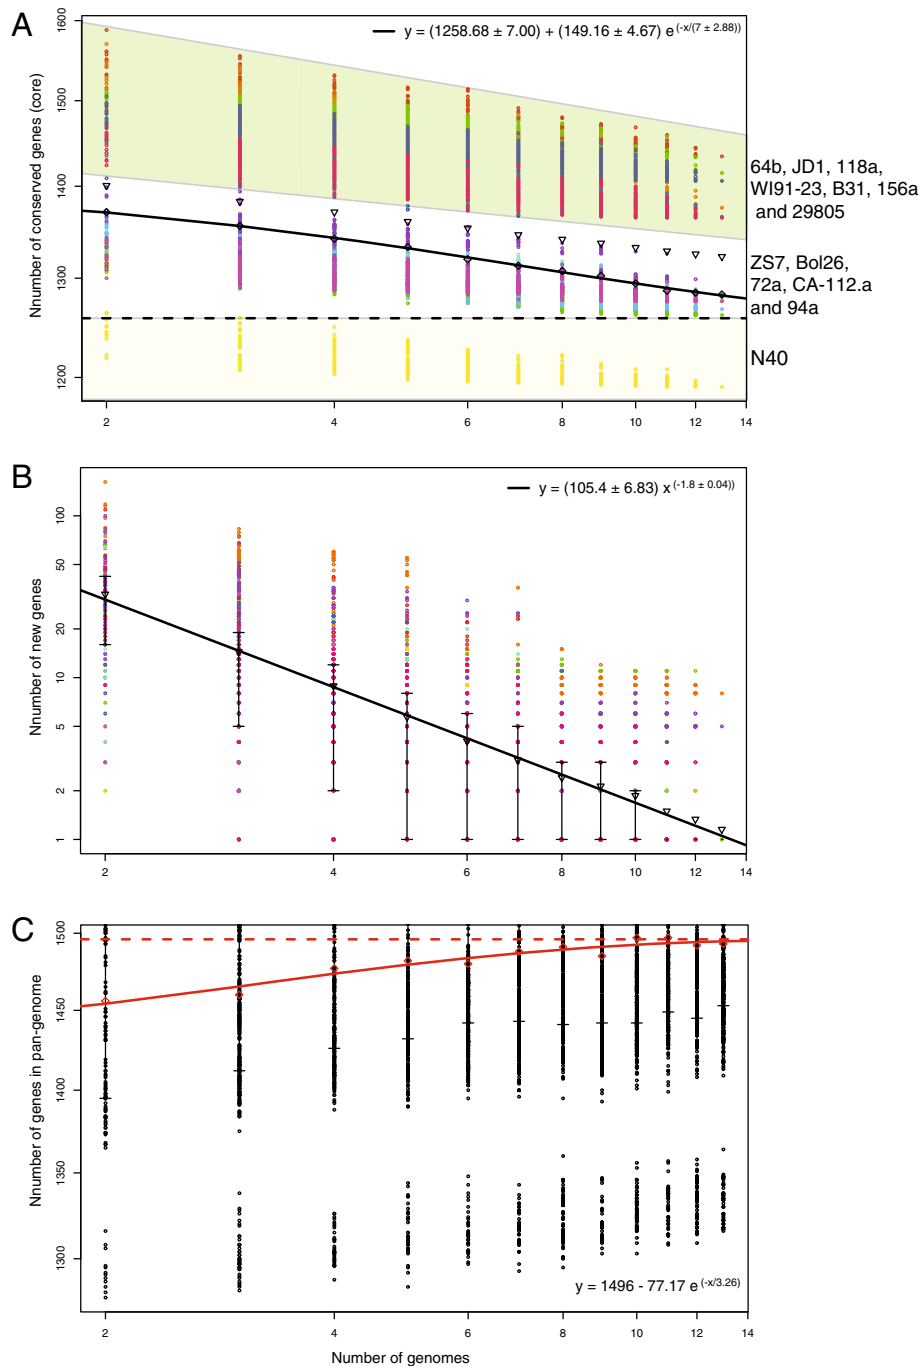 A
y = (1258.68 ± 7.00) + (149.16 ± 4.67) e(-x/(7 ± 2.88))
Nhumber of conserved genes (core)
1600
1500
1400
1300
1200
64b, JD1, 118a,
WI91-23, B31, 156a
and 29805
ZS7, Bol26,
72a, CA-112.a
and 94a
N40
2 4 6 8 10 12 14
B
y = (105.4 ± 6.83) x(-1.8 ± 0.04))
Nhumber of new genes
100
50
20
10
5
2
1
2 4 6 8 10 12 14
C
Nhumber of genes in pan-genome
1500
1450
1400
1350
1300
y = 1496 - 77.17 e(-x/3.26)
2 4 6 8 10 12 14
Number of genomes